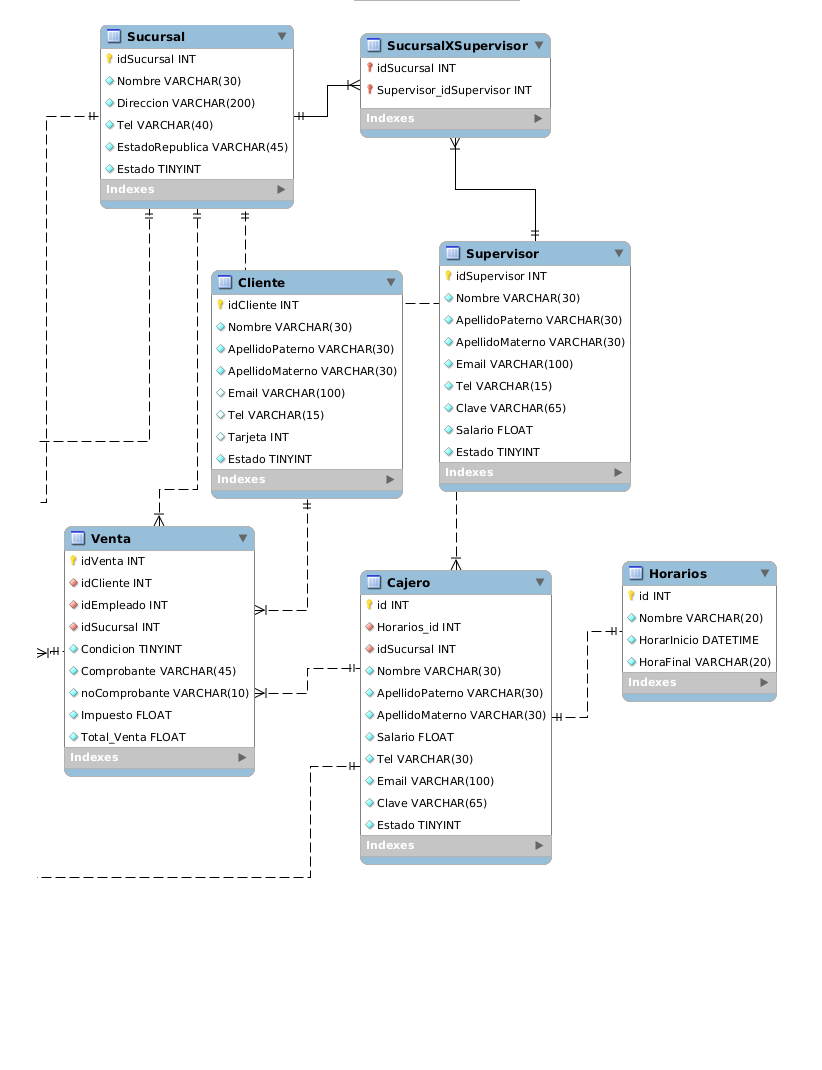 Sucursal
idSucursal INT
Nombre VARCHAR(30)
Direccion VARCHAR(200)
Tel VARCHAR(40)
EstadoRepublica VARCHAR(45)
Estado TINYINT
Indexes
SucursalXSupervisor
idSucursal INT
Supervisor_idSupervisor INT
Indexes
Cliente
idCliente INT
Nombre VARCHAR(30)
ApellidoPaterno VARCHAR(30)
ApellidoMaterno VARCHAR(30)
Email VARCHAR(100)
Tel VARCHAR(15)
Tarjeta INT
Estado TINYINT
Indexes
Supervisor
idSupervisor INT
Nombre VARCHAR(30)
ApellidoPaterno VARCHAR(30)
ApellidoMaterno VARCHAR(30)
Email VARCHAR(100)
Tel VARCHAR(15)
Clave VARCHAR(65)
Salario FLOAT
Estado TINYINT
Indexes
Venta
idVenta INT
idCliente INT
idEmpleado INT
idSucursal INT
Condicion TINYINT
Comprobante VARCHAR(45)
noComprobante VARCHAR(10)
Impuesto FLOAT
Total_Venta FLOAT
Indexes
Cajero
id INT
Horarios_id INT
idSucursal INT
Nombre VARCHAR(30)
ApellidoPaterno VARCHAR(30)
ApellidoMaterno VARCHAR(30)
Salario FLOAT
Tel VARCHAR(30)
Email VARCHAR(100)
Clave VARCHAR(65)
Estado TINYINT
Indexes
Horarios
id INT
Nombre VARCHAR(20)
HorarInicio DATETIME
HoraFinal VARCHAR(20)
Indexes